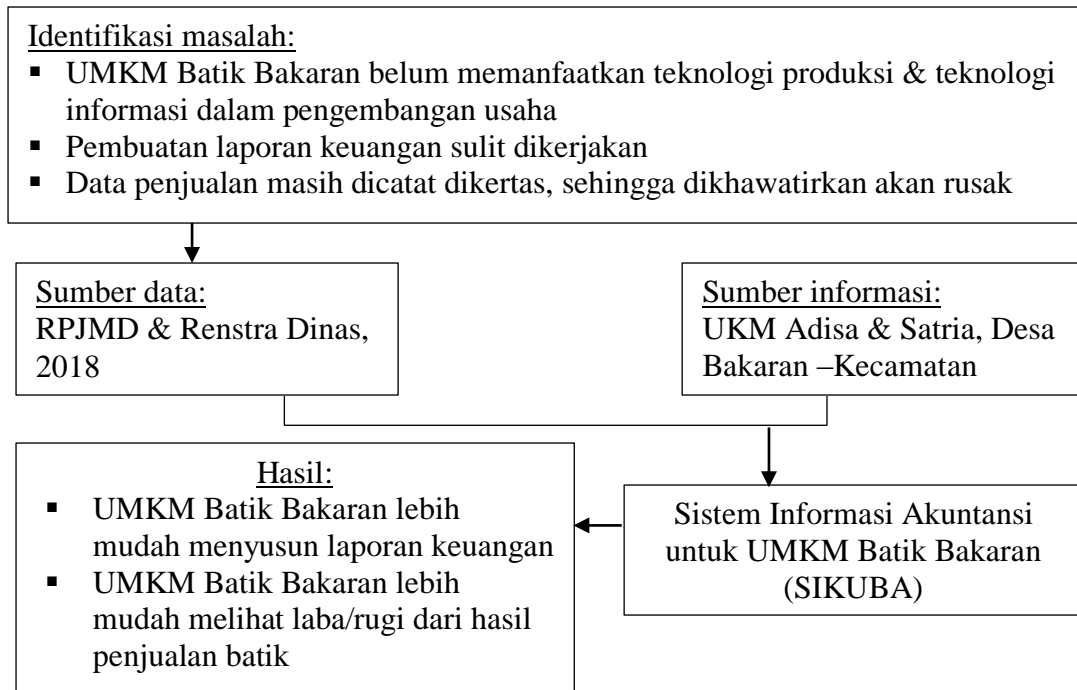 Identifikasi masalah:
▪ UMKM Batik Bakaran belum memanfaatkan teknologi produksi & teknologi
informasi dalam pengembangan usaha
▪ Pembuatan laporan keuangan sulit dikerjakan
▪ Data penjualan masih dicatat dikertas, sehingga dikhawatirkan akan rusak
Sumber data:
RPJMD & Renstra Dinas,
2018
Sumber informasi:
UKM Adisa & Satria, Desa
Bakaran –Kecamatan
Hasil:
▪ UMKM Batik Bakaran lebih
mudah menyusun laporan keuangan
▪ UMKM Batik Bakaran lebih
mudah melihat laba/rugi dari hasil
penjualan batik
Sistem Informasi Akuntansi
untuk UMKM Batik Bakaran
(SIKUBA)